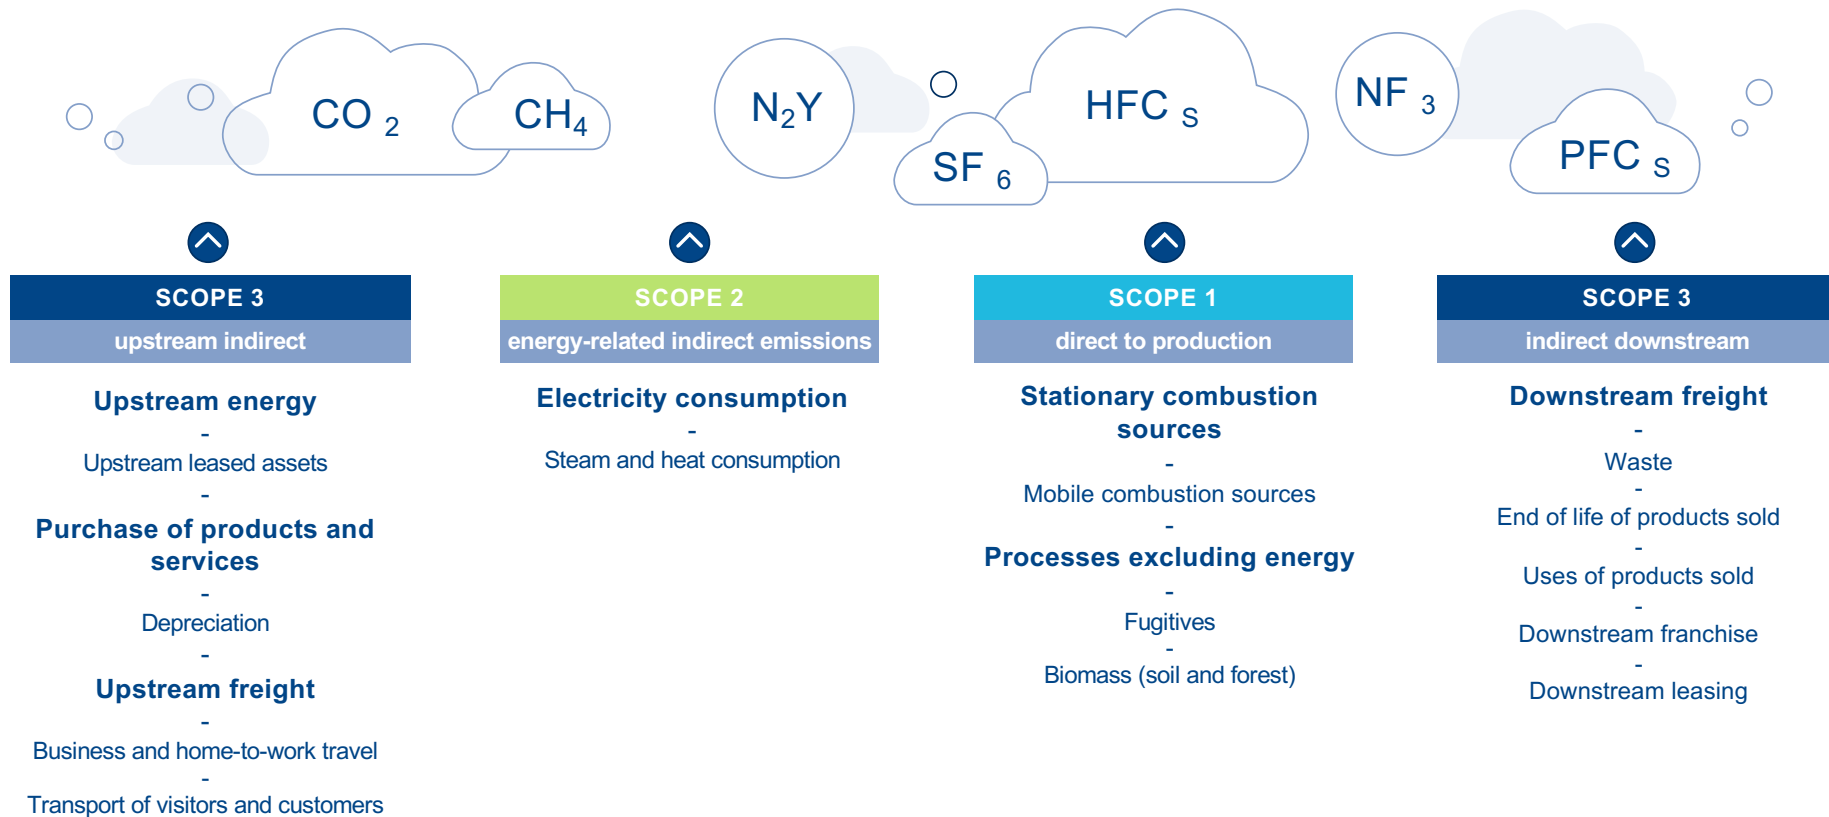 CO 2
CH4
N2Y
SF 6
HFC S
NF 3
PFC S
SCOPE 3
upstream indirect
Upstream energy
-
Upstream leased assets
-
Purchase of products and
services
-
Depreciation
-
Upstream freight
-
Business and home-to-work travel
-
Transport of visitors and customers
SCOPE 2
energy-related indirect emissions
Electricity consumption
-
Steam and heat consumption
SCOPE 1
direct to production
Stationary combustion
sources
-
Mobile combustion sources
-
Processes excluding energy
-
Fugitives
-
Biomass (soil and forest)
SCOPE 3
indirect downstream
Downstream freight
-
Waste
-
End of life of products sold
-
Uses of products sold
-
Downstream franchise
-
Downstream leasing